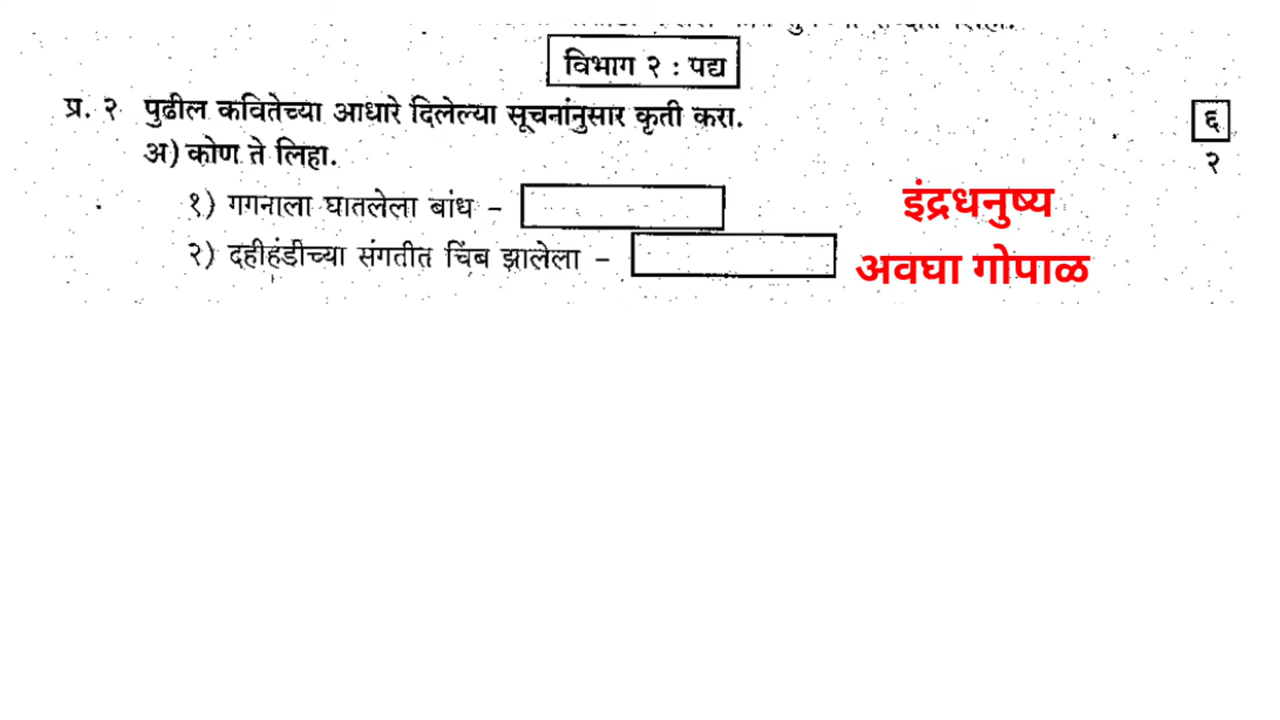 विभाग २ : पद्य
प्र. २ पुढील कवितेच्या आधारे दिलेल्या सूचनांनुसार कृती करा. ६
अ) कोण ते लिहा. २
१) गगनाला घातलेला बांध – इंद्रधनुष्य
२) दहीहंडीच्या संगतीत चिंब झालेला – अवघा गोपाळ